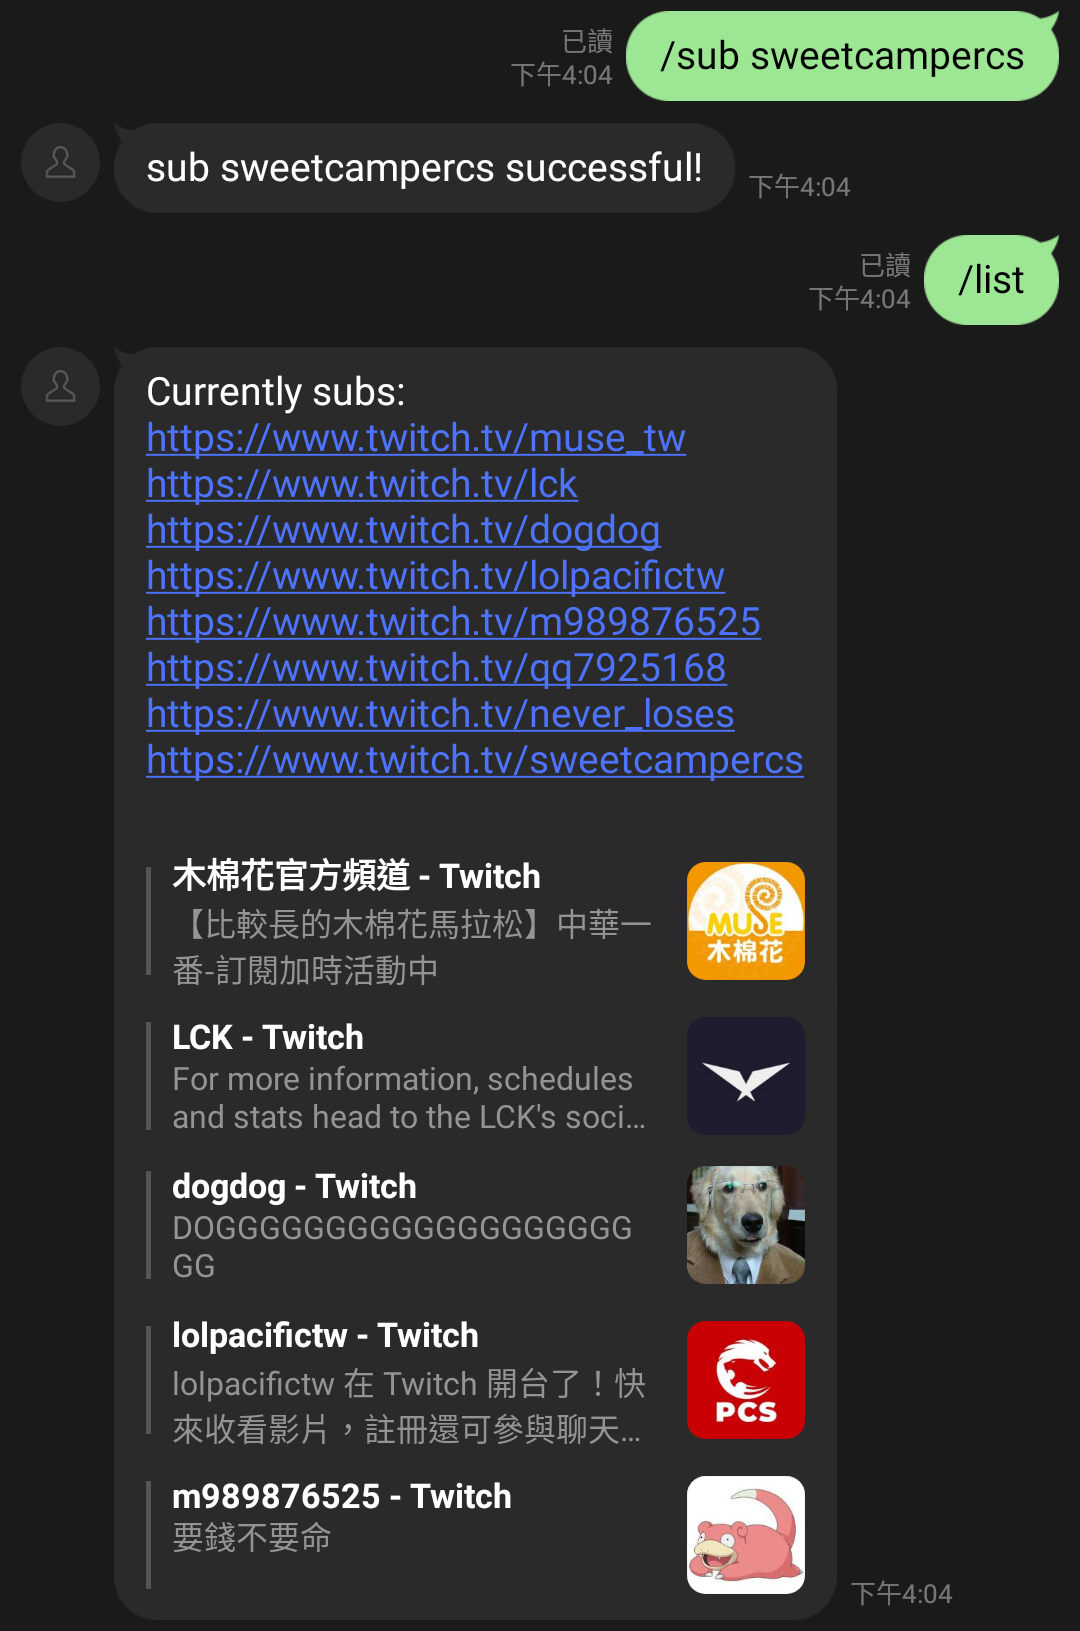 已讀
下午4:04
/sub sweetcampercs
sub sweetcampercs successful!
下午4:04
已讀
下午4:04
/list
Currently subs:
https://www.twitch.tv/muse_tw
https://www.twitch.tv/lck
https://www.twitch.tv/dogdog
https://www.twitch.tv/lolpacifictw
https://www.twitch.tv/m989876525
https://www.twitch.tv/qq7925168
https://www.twitch.tv/never_loses
https://www.twitch.tv/sweetcampercs
木棉花官方頻道 - Twitch
【比較長的木棉花馬拉松】中華一
番-訂閱加時活動中
MUSE
木棉花
LCK - Twitch
For more information, schedules
and stats head to the LCK's soci...
dogdog - Twitch
DOGGGGGGGGGGGGGGGGGGG
GG
lolpacifictw - Twitch
lolpacifictw 在 Twitch 開台了！快
來收看影片，註冊還可參與聊天...
PCS
m989876525 - Twitch
要錢不要命
下午4:04